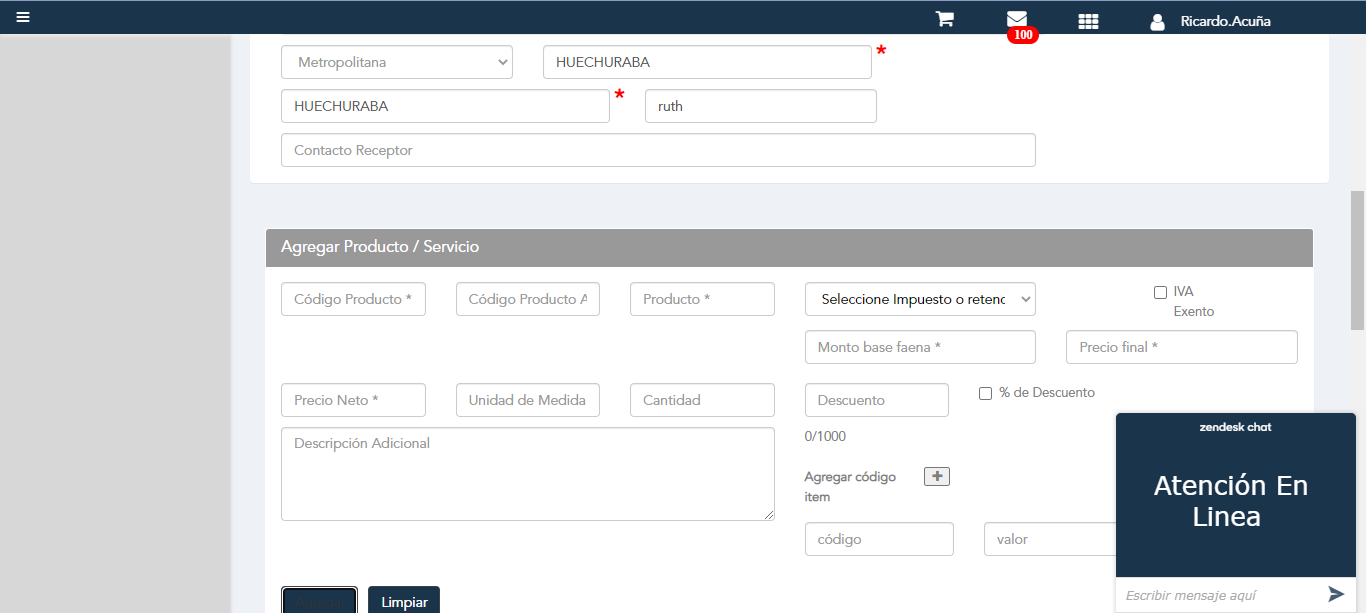 Ricardo.Acuña
100
Metropolitana HUECHURABA *
HUECHURABA * ruth
Contacto Receptor
Agregar Producto / Servicio
Código Producto * Código Producto A Producto * Seleccione Impuesto o retenc IVA
Exento
Monto base faena * Precio final *
Precio Neto * Unidad de Medida Cantidad Descuento % de Descuento
Descripción Adicional
0/1000
Agregar código
item
código valor
Limpiar
zendesk chat
Atención En
Linea
Escribir mensaje aquí